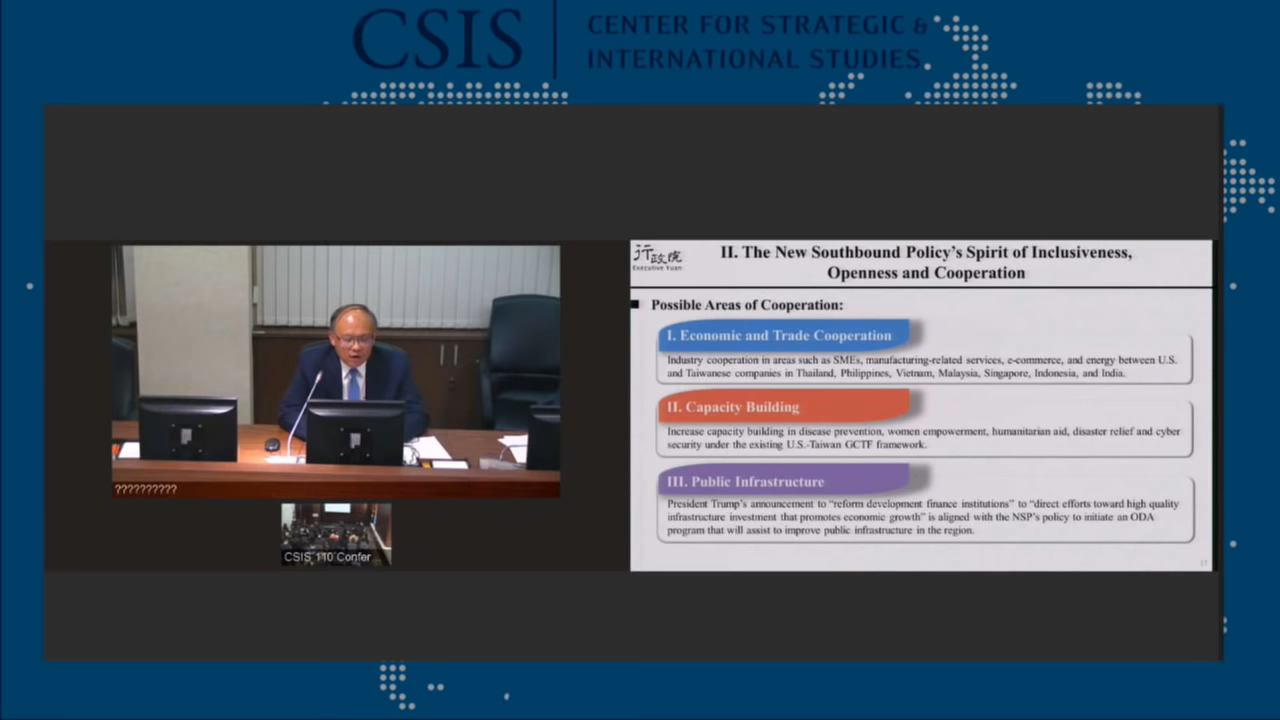 CSIS
CENTER FOR STRATEGIC &
INTERNATIONAL STUDIES
行政院
Executive Yuan
II. The New Southbound Policy's Spirit of Inclusiveness,
Openness and Cooperation
Possible Areas of Cooperation:
I. Economic and Trade Cooperation
Industry cooperation in areas such as SMEs, manufacturing-related services, e-commerce, and energy between U.S.
and Taiwanese companies in Thailand, Philippines, Vietnam, Malaysia, Singapore, Indonesia, and India.
II. Capacity Building
Increase capacity building in disease prevention, women empowerment, humanitarian aid, disaster relief and cyber
security under the existing U.S.-Taiwan GCTF framework.
III. Public Infrastructure
President Trump's announcement to "reform development finance institutions" to "direct efforts toward high quality
infrastructure investment that promotes economic growth" is aligned with the NSP's policy to initiate an ODA
program that will assist to improve public infrastructure in the region.
??????????
CSIS 110 Confer